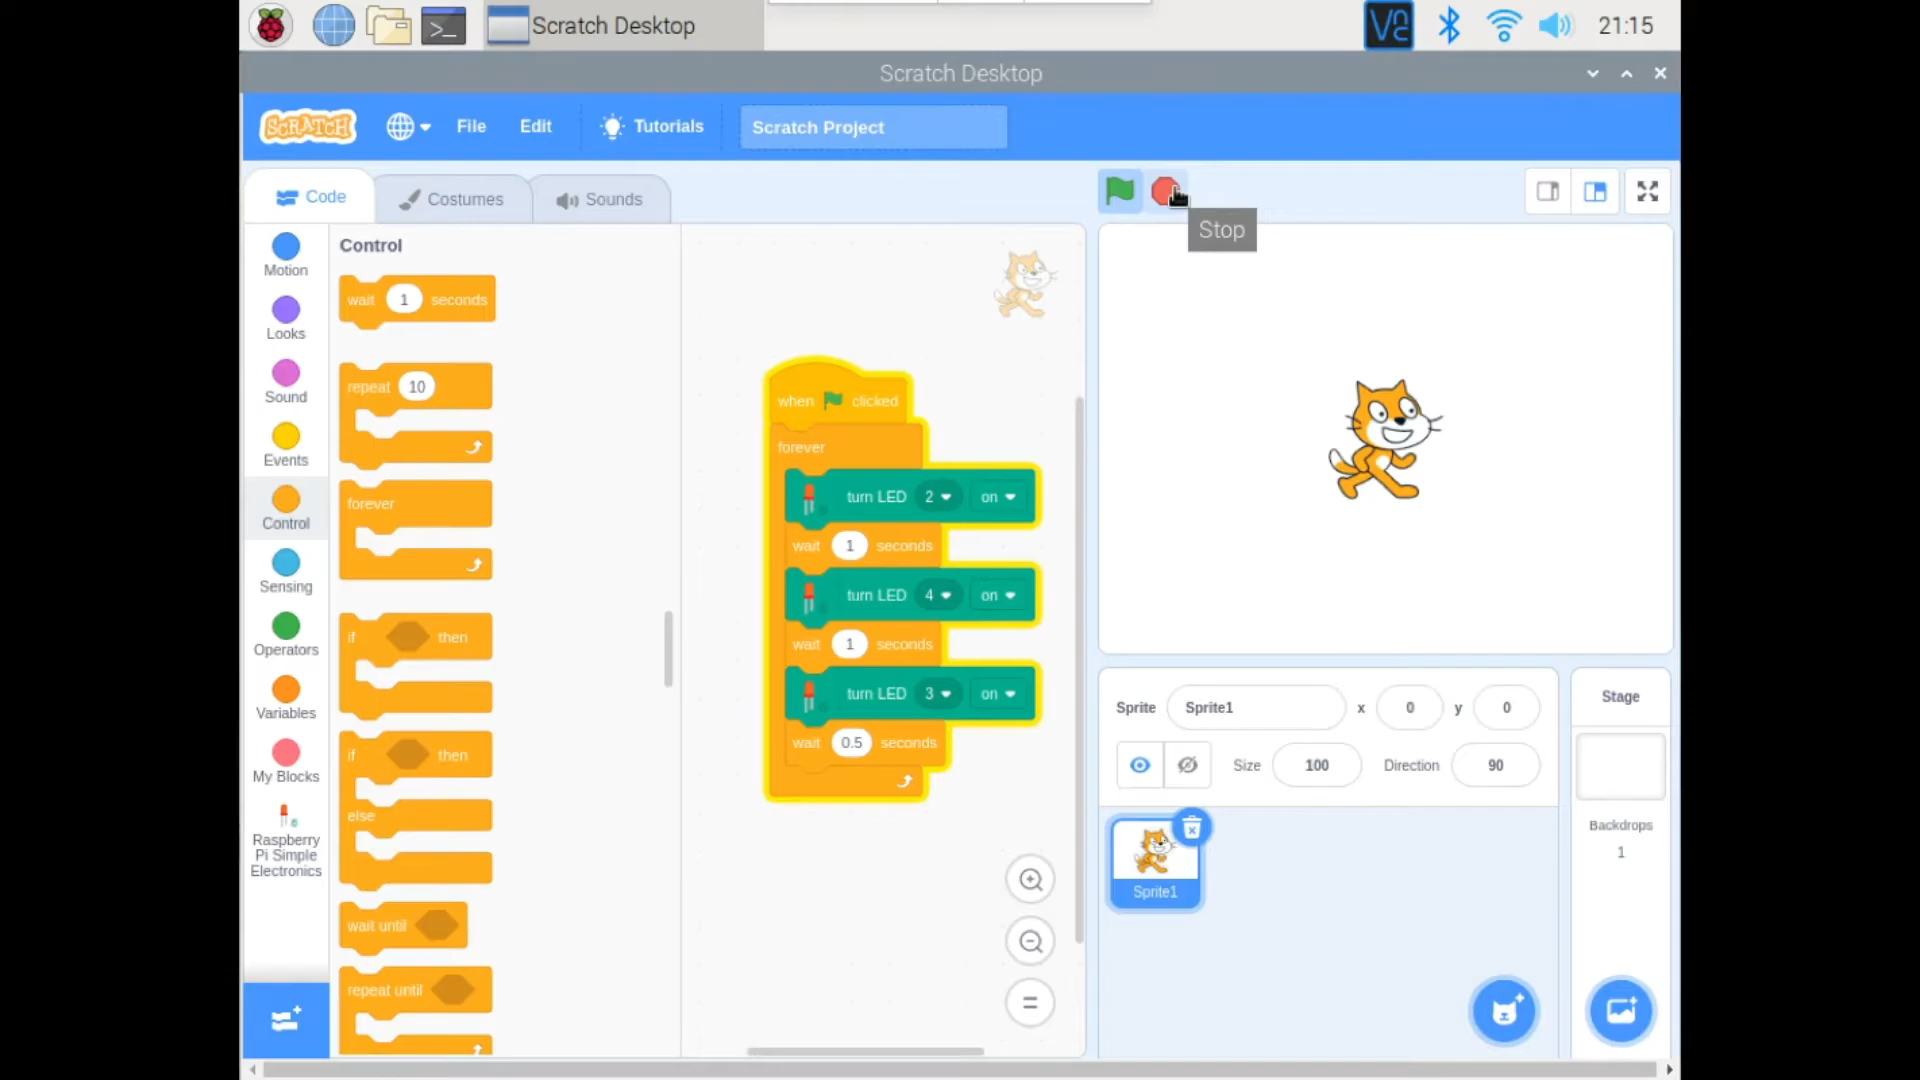 Scratch Desktop
21:15
Scratch Desktop
SCRATCH
File
Edit
Tutorials
Scratch Project
Code
Costumes
Sounds
Stop
Motion
Looks
Sound
Events
Control
Sensing
Operators
Variables
My Blocks
Raspberry
Pi Simple
Electronics
Control
wait 1 seconds
repeat 10
forever
if then
if then
else
wait until
repeat until
when clicked
forever
turn LED 2 on
wait 1 seconds
turn LED 4 on
wait 1 seconds
turn LED 3 on
wait 0.5 seconds
Sprite Sprite1 x 0 y 0
Size 100 Direction 90
Sprite1
Stage
Backdrops
1